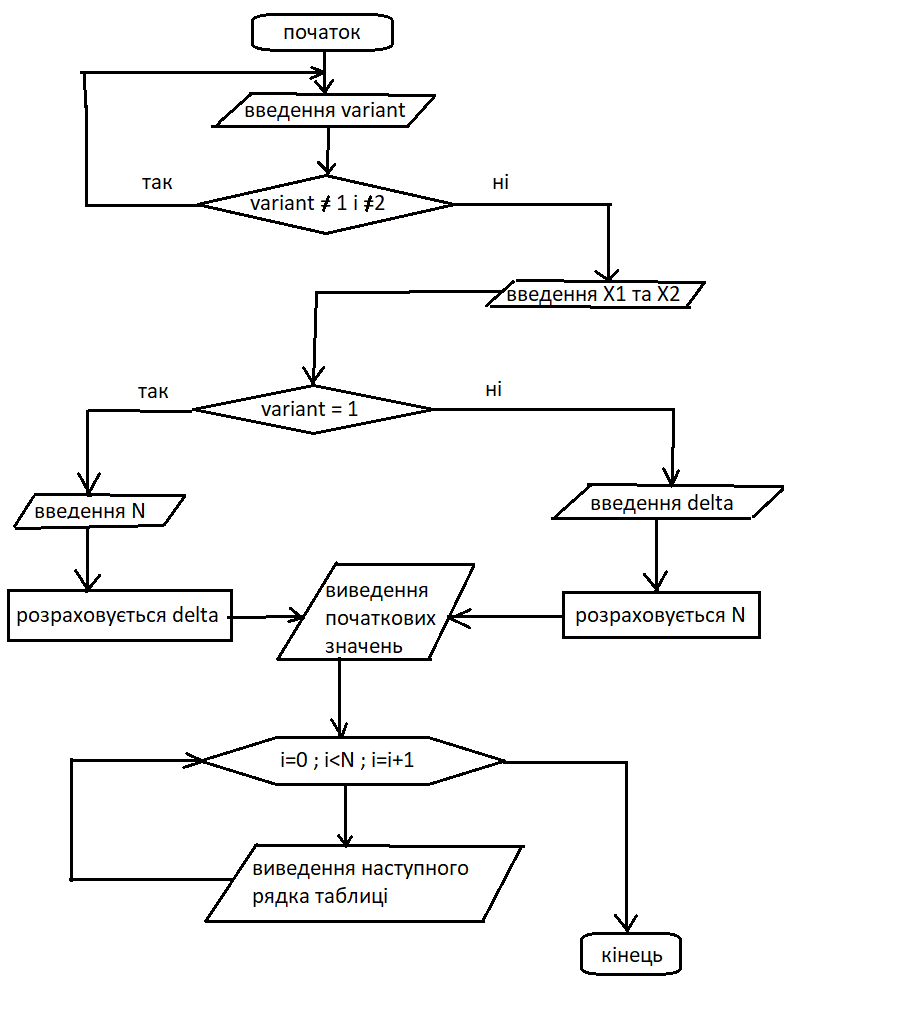 початок
введення variant
так
ні
variant ≠ 1 і ≠2
введення X1 та X2
так
ні
variant = 1
введення N
введення delta
розраховується delta
виведення
початкових
значень
розраховується N
i=0 ; i<N ; i=i+1
виведення наступного
рядка таблиці
кінець